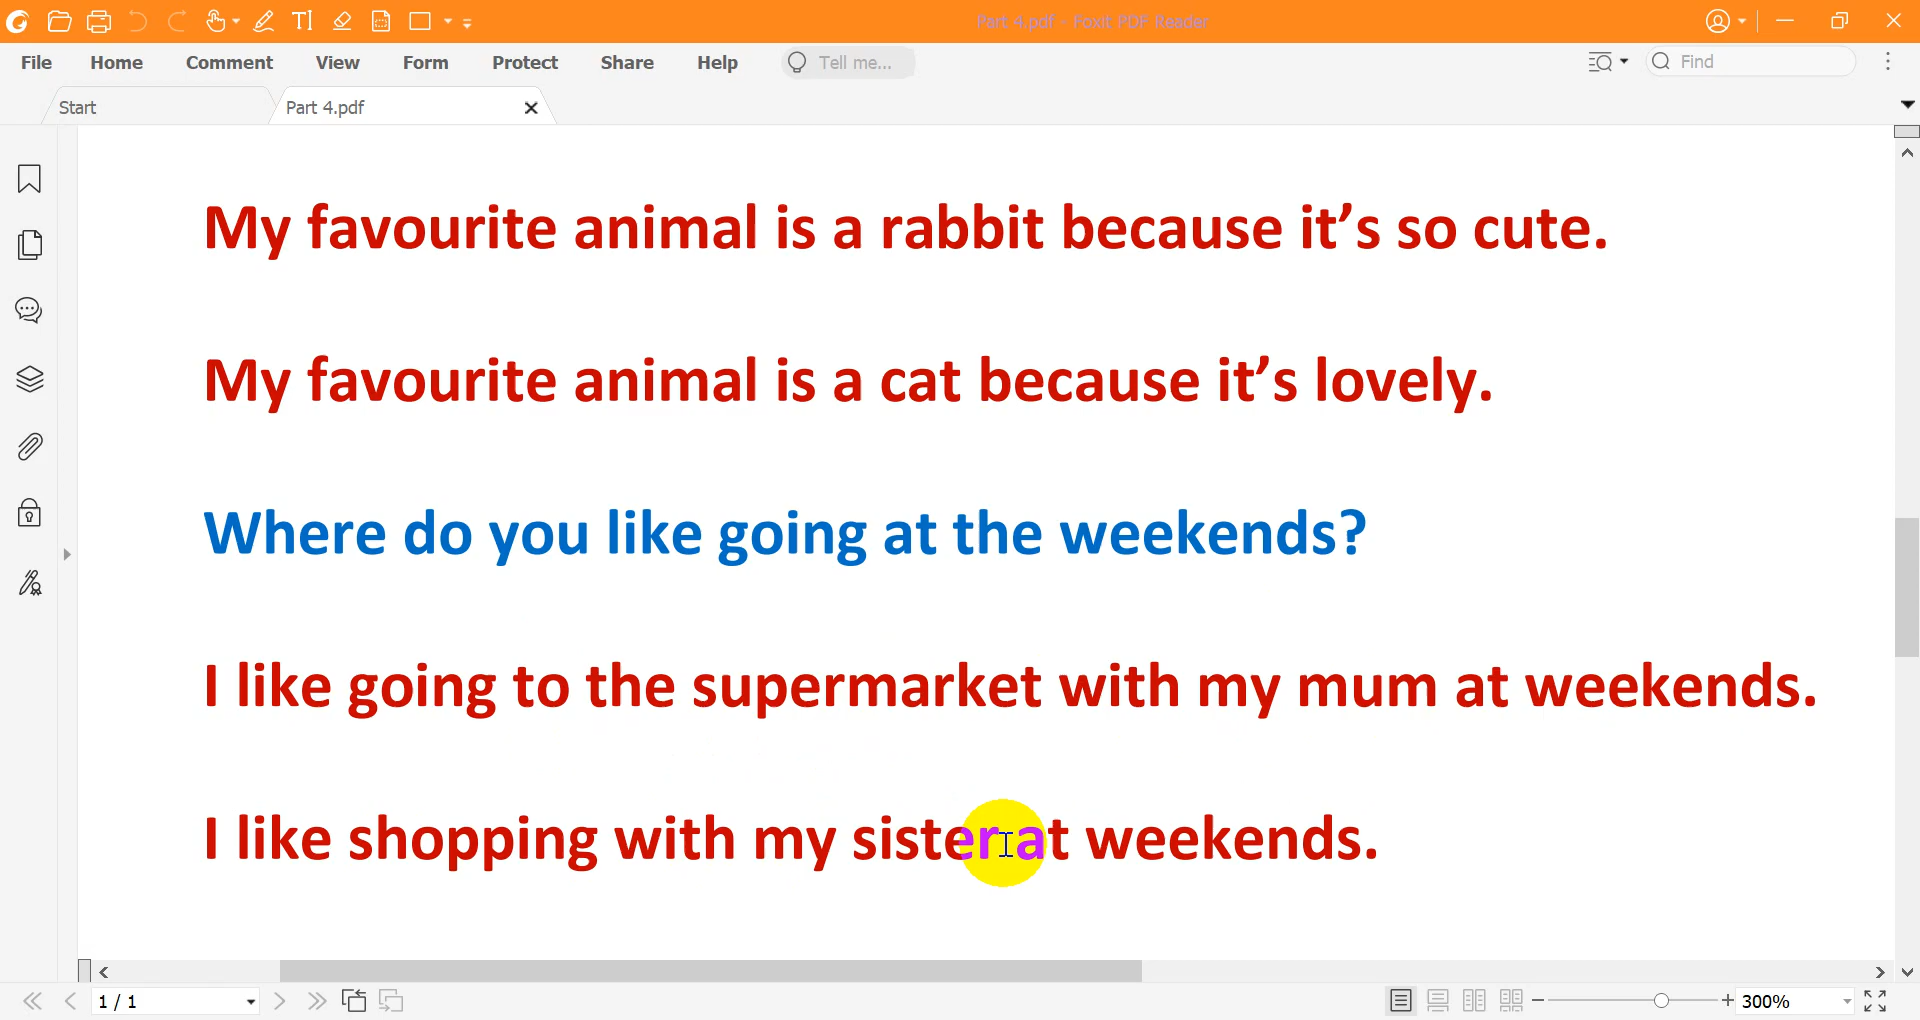 Part 4.pdf - Foxit PDF Reader
File Home Comment View Form Protect Share Help Tell me... Find
Start Part 4.pdf
My favourite animal is a rabbit because it’s so cute.
My favourite animal is a cat because it’s lovely.
Where do you like going at the weekends?
I like going to the supermarket with my mum at weekends.
I like shopping with my sister at weekends.
1 / 1 300%